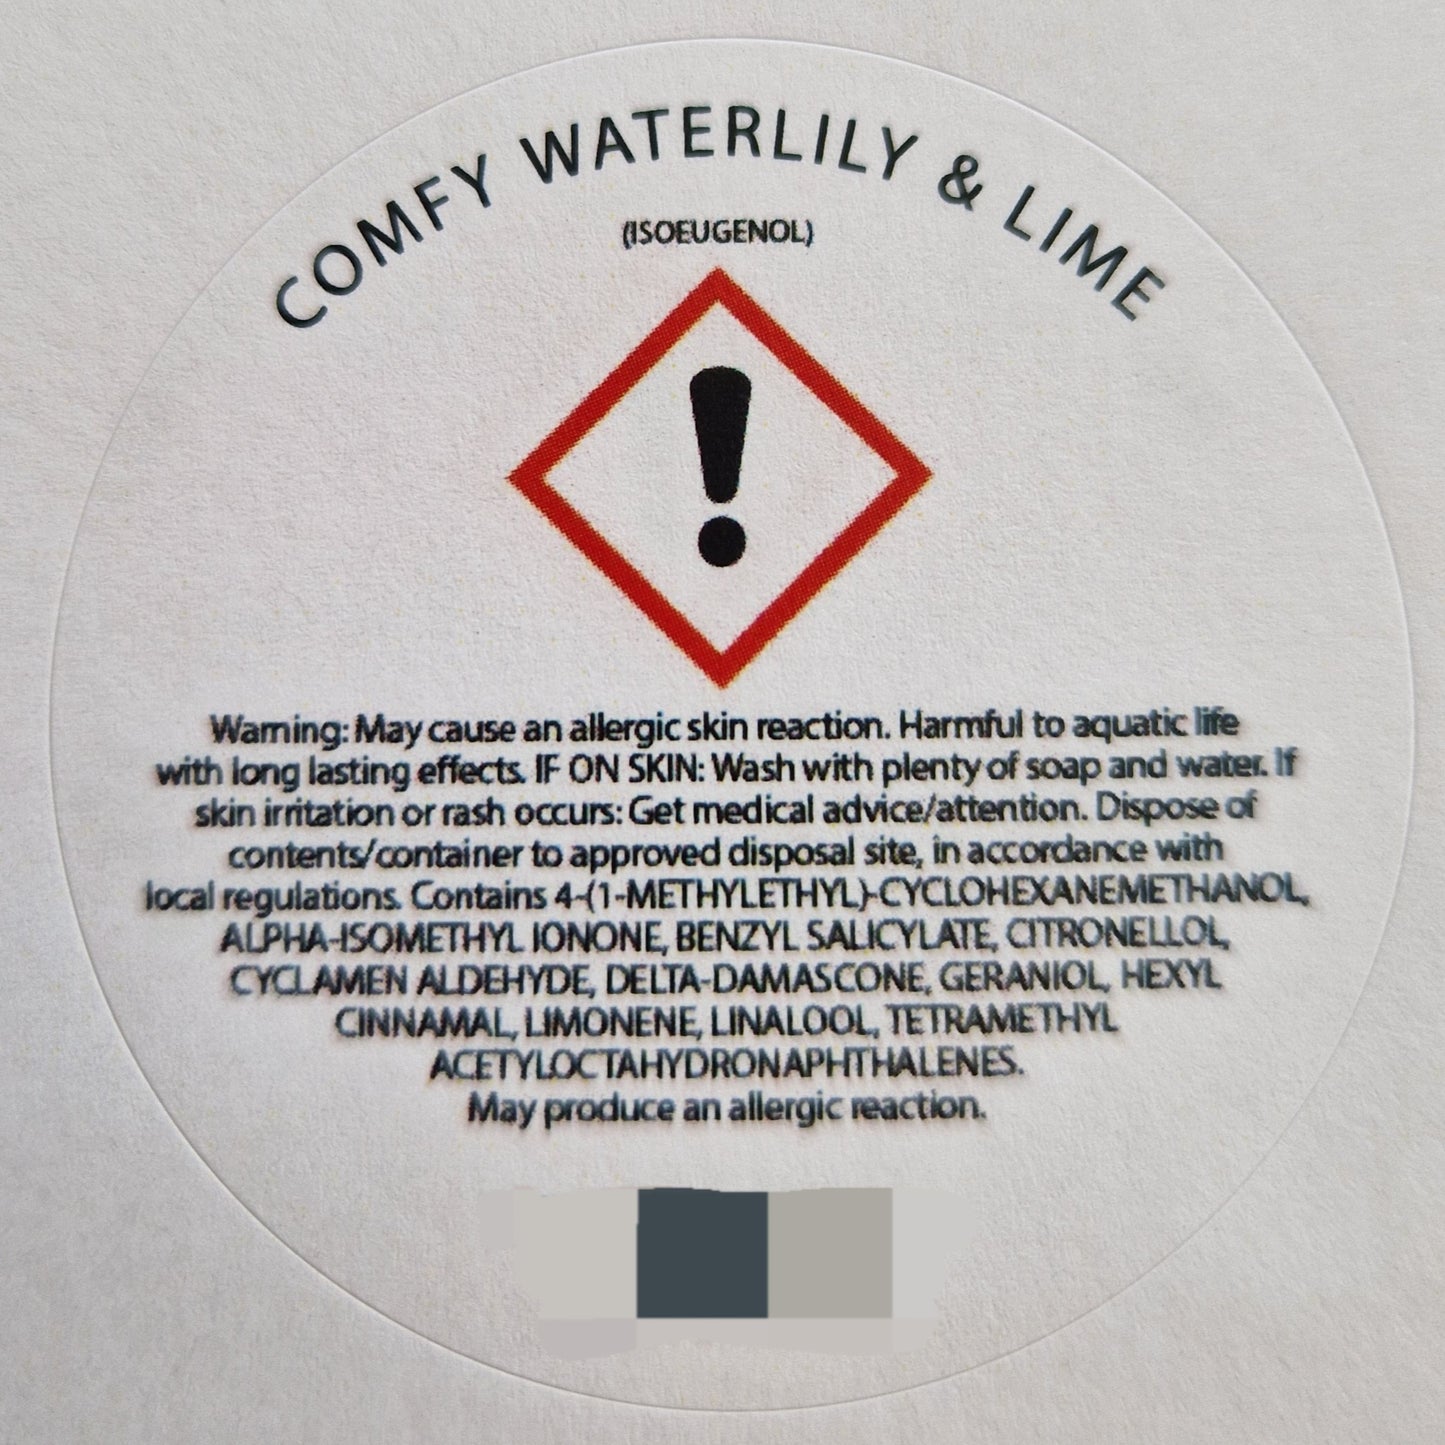 COMFY WATERLILY & LIME
(ISOEUGENOL)
!
Warning: May cause an allergic skin reaction. Harmful to aquatic life
with long lasting effects. IF ON SKIN: Wash with plenty of soap and water. If
skin irritation or rash occurs: Get medical advice/attention. Dispose of
contents/container to approved disposal site, in accordance with
local regulations. Contains 4-(1-METHYLETHYL)-CYCLOHEXANEMETHANOL,
ALPHA-ISOMETHYL IONONE, BENZYL SALICYLATE, CITRONELLOL,
CYCLAMEN ALDEHYDE, DELTA-DAMASCONE, GERANIOL, HEXYL
CINNAMAL, LIMONENE, LINALOOL, TETRAMETHYL
ACETYLOCTAHYDRONAPHTHALENES.
May produce an allergic reaction.